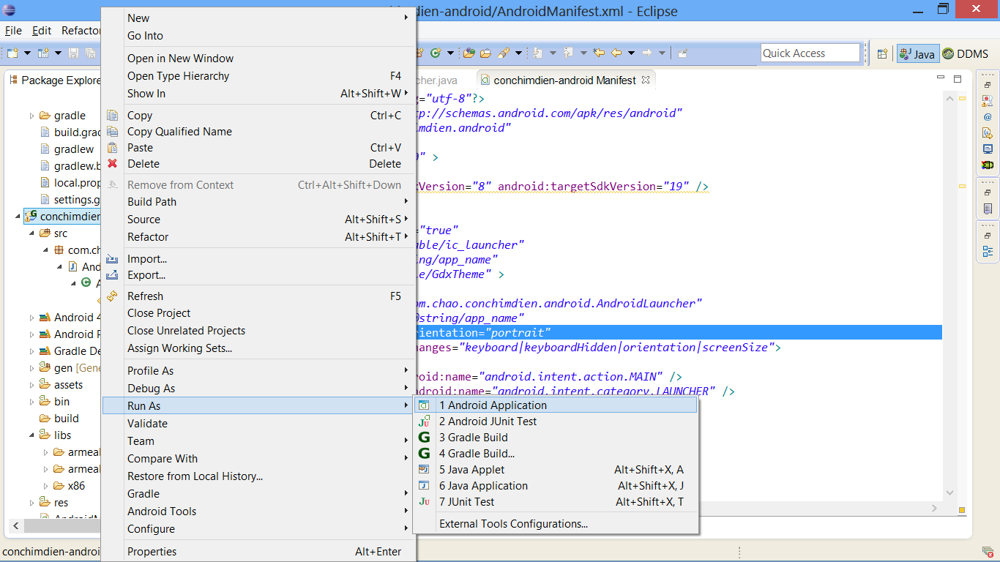 mdien-android/AndroidManifest.xml - Eclipse
File Edit Refactor
Quick Access
Java
DDMS
Package Explore
cher.java
conchimdien-android Manifest
gradle
build.grad
gradlew
gradlew.b
local.prop
settings.g
conchimdien
src
com.ch
And
A
Android 4
Android P
Gradle De
gen [Gene
assets
bin
build
libs
armeal
armeal
x86
res
AndroidM
conchimdien-androi
New
Go Into
Open in New Window
Open Type Hierarchy F4
Show In Alt+Shift+W
Copy Ctrl+C
Copy Qualified Name
Paste Ctrl+V
Delete Delete
Remove from Context Ctrl+Alt+Shift+Down
Build Path
Source Alt+Shift+S
Refactor Alt+Shift+T
Import...
Export...
Refresh F5
Close Project
Close Unrelated Projects
Assign Working Sets...
Profile As
Debug As
Run As
Validate
Team
Compare With
Restore from Local History...
Gradle
Android Tools
Configure
Properties Alt+Enter
1 Android Application
2 Android JUnit Test
3 Gradle Build
4 Gradle Build...
5 Java Applet Alt+Shift+X, A
6 Java Application Alt+Shift+X, J
7 JUnit Test Alt+Shift+X, T
External Tools Configurations...
g="utf-8"?>
tp://schemas.android.com/apk/res/android"
imdien.android"
" >
kVersion="8" android:targetSdkVersion="19" />
="true"
able/ic_launcher"
ing/app_name"
e/GdxTheme" >
om.chao.conchimdien.android.AndroidLauncher"
@string/app_name"
rientation="portrait"
hanges="keyboard|keyboardHidden|orientation|screenSize">
roid:name="android.intent.action.MAIN" />
ndroid:name="android.intent.category.LAUNCHER" />